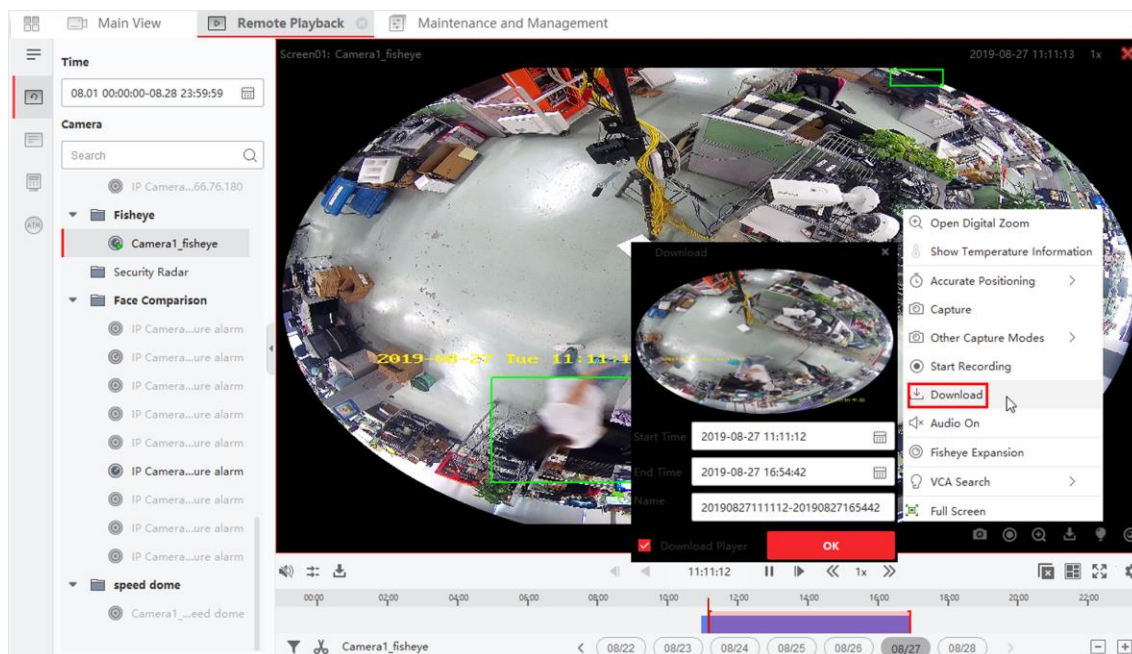 Main View
Remote Playback
Maintenance and Management
Time
08.01 00:00:00-08.28 23:59:59
Camera
Search
IP Camera...66.76.180
Fisheye
Camera1_fisheye
Security Radar
Face Comparison
IP Camera...ure alarm
IP Camera...ure alarm
IP Camera...ure alarm
IP Camera...ure alarm
IP Camera...ure alarm
IP Camera...ure alarm
IP Camera...ure alarm
IP Camera...ure alarm
IP Camera...ure alarm
speed dome
Camera1_...eed dome
ATM
Screen01: Camera1_fisheye
2019-08-27 11:11:13 1x
2019-08-27 Tue 11:11:1
Download
Start Time
2019-08-27 11:11:12
End Time
2019-08-27 16:54:42
Name
20190827111112-20190827165442
Download Player
OK
Open Digital Zoom
Show Temperature Information
Accurate Positioning
Capture
Other Capture Modes
Start Recording
Download
Audio On
Fisheye Expansion
VCA Search
Full Screen
11:11:12
1x
00:00 02:00 04:00 06:00 08:00 10:00 12:00 14:00 16:00 18:00 20:00 22:00
Camera1_fisheye
08/22 08/23 08/24 08/25 08/26 08/27 08/28